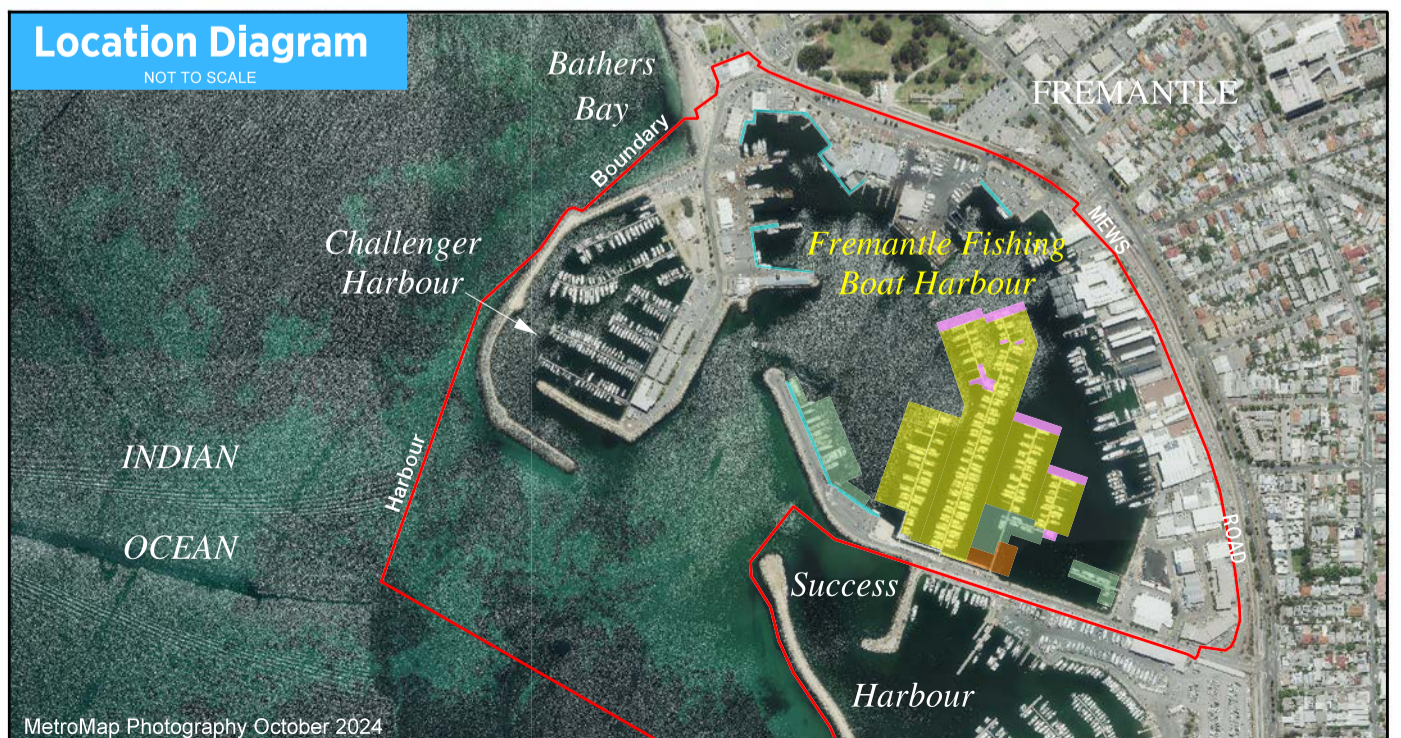 Location Diagram
NOT TO SCALE
Bathers
Bay
FREMANTLE
Boundary
MEWS
Challenger
Harbour
Fremantle Fishing
Boat Harbour
INDIAN
Harbour
OCEAN
ROAD
Success
Harbour
MetroMap Photography October 2024